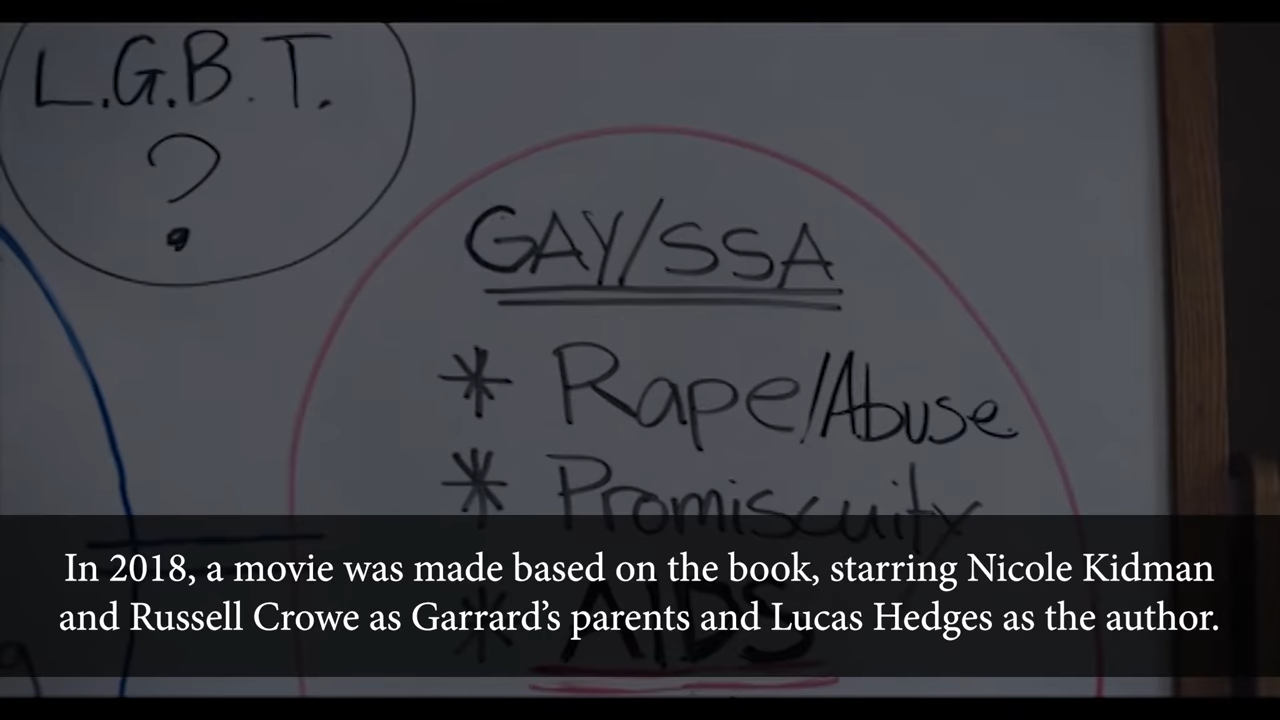 L.G.B.T.
?
GAY/SSA
* Rape/Abuse
* Promiscuity
* AIDS
In 2018, a movie was made based on the book, starring Nicole Kidman
and Russell Crowe as Garrard’s parents and Lucas Hedges as the author.